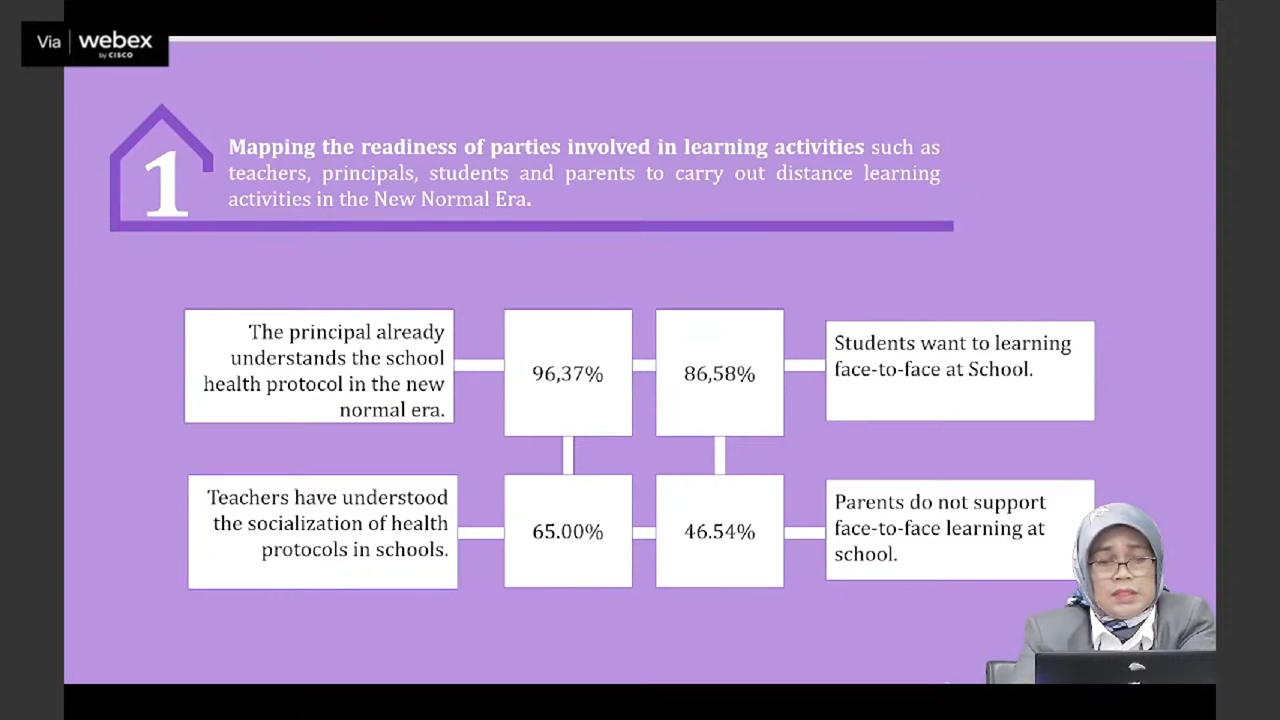 Via webex
by CISCO
1
Mapping the readiness of parties involved in learning activities such as
teachers, principals, students and parents to carry out distance learning
activities in the New Normal Era.
The principal already
understands the school
health protocol in the new
normal era.
96,37%
86,58%
Students want to learning
face-to-face at School.
Teachers have understood
the socialization of health
protocols in schools.
65.00%
46.54%
Parents do not support
face-to-face learning at
school.